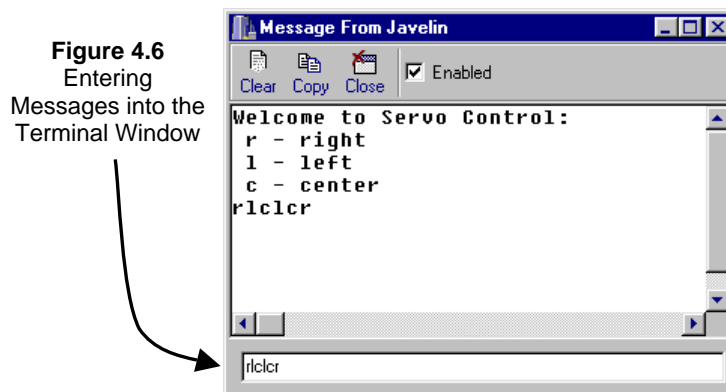 Figure 4.6
Entering
Messages into the
Terminal Window
Message From Javelin
Clear Copy Close Enabled
Welcome to Servo Control:
r - right
l - left
c - center
rlclcr
rlclcr